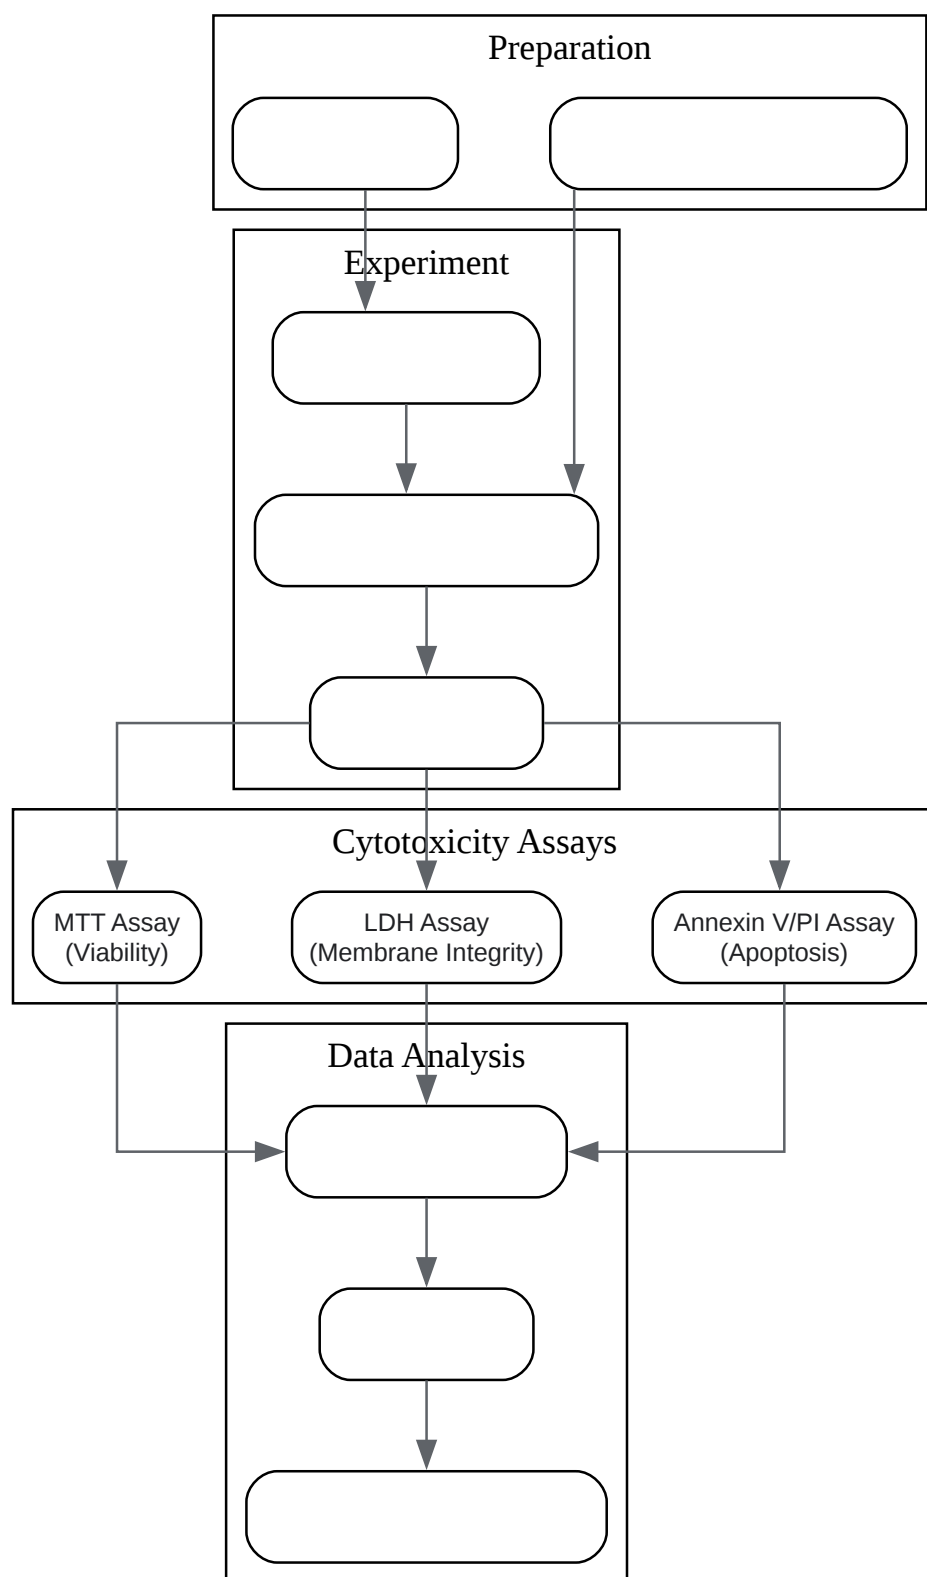 Preparation
Experiment
Cytotoxicity Assays
MTT Assay
(Viability)
LDH Assay
(Membrane Integrity)
Annexin V/PI Assay
(Apoptosis)
Data Analysis